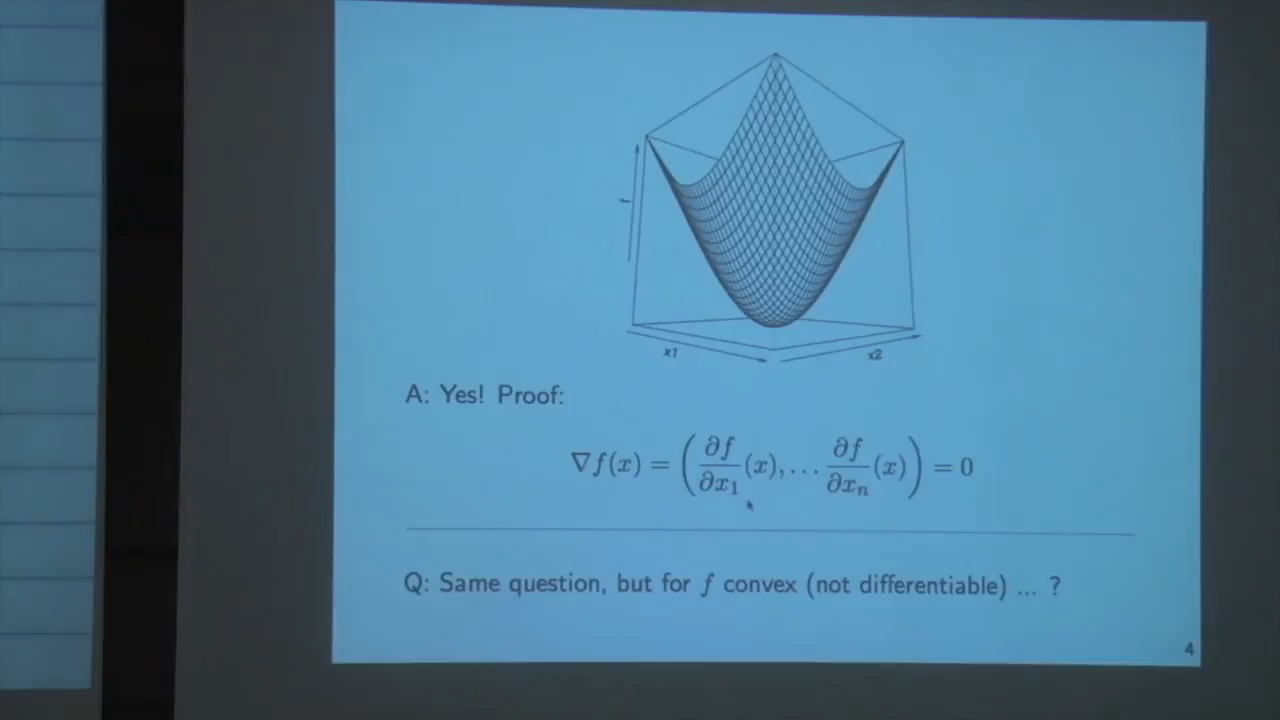 f
x1
x2
A: Yes! Proof:
∇f(x) = (∂f/∂x₁ (x), … ∂f/∂xₙ (x)) = 0
Q: Same question, but for f convex (not differentiable) ... ?
4